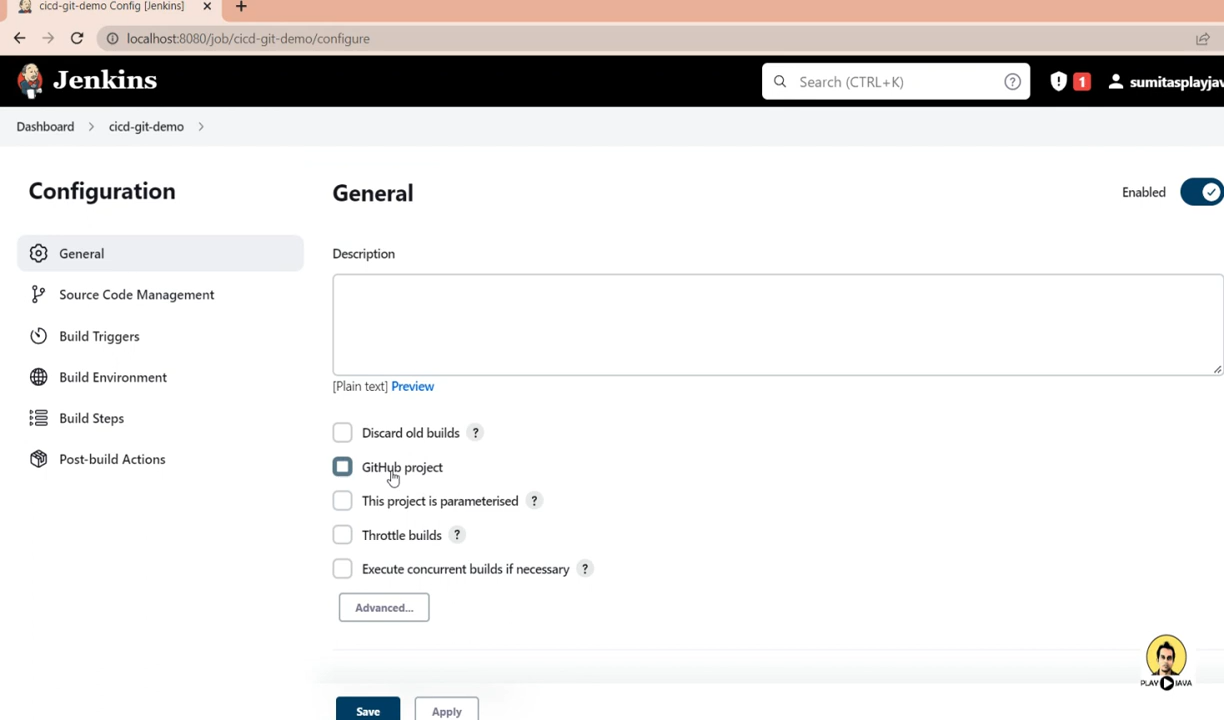 cicd-git-demo Config [Jenkins]
localhost:8080/job/cicd-git-demo/configure
Jenkins
Search (CTRL+K) ?
1
sumitasplayjav
Dashboard > cicd-git-demo >
Configuration
General
Source Code Management
Build Triggers
Build Environment
Build Steps
Post-build Actions
General
Enabled
Description
[Plain text] Preview
Discard old builds ?
GitHub project
This project is parameterised ?
Throttle builds ?
Execute concurrent builds if necessary ?
Advanced...
Save Apply
PLAY JAVA